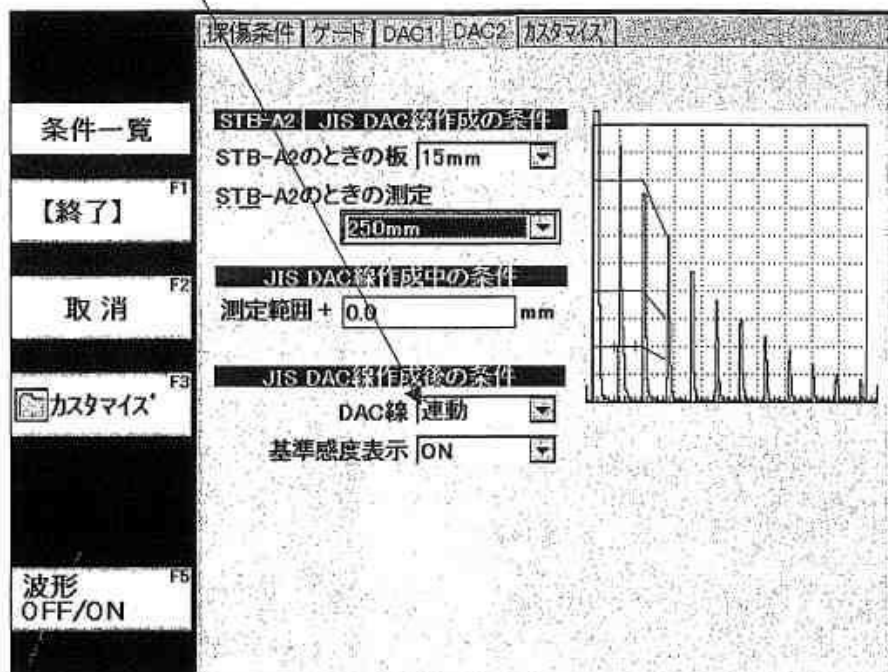 探傷条件 ゲート DAC1 DAC2 カスタマイズ
条件一覧
【終了】 F1
取 消 F2
カスタマイズ F3
波形 F5
OFF/ON
STB-A2 JIS DAC線作成の条件
STB-A2のときの板 15mm
STB-A2のときの測定
250mm
JIS DAC線作成中の条件
測定範囲+ 0.0 mm
JIS DAC線作成後の条件
DAC線 連動
基準感度表示 ON